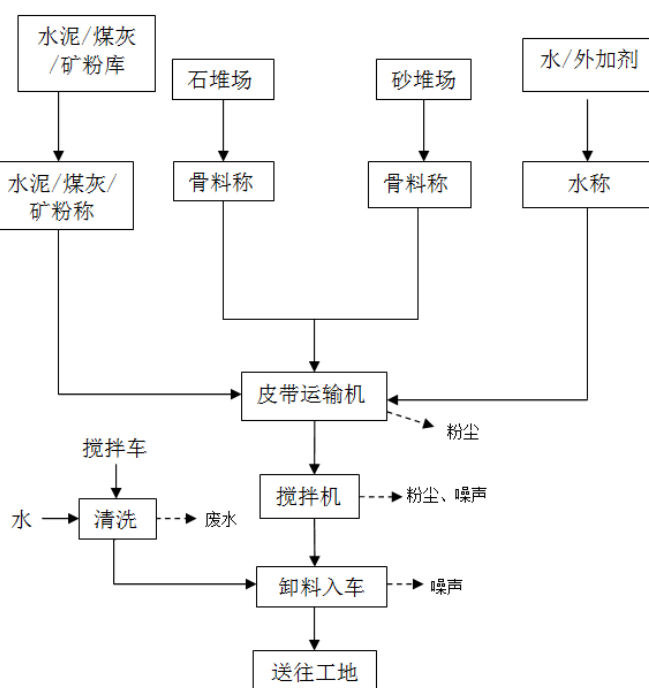 水泥/煤灰
/矿粉库
石堆场
砂堆场
水/外加剂
水泥/煤灰/
矿粉称
骨料称
骨料称
水称
皮带运输机
粉尘
搅拌车
搅拌机
粉尘、噪声
水
清洗
废水
卸料入车
噪声
送往工地